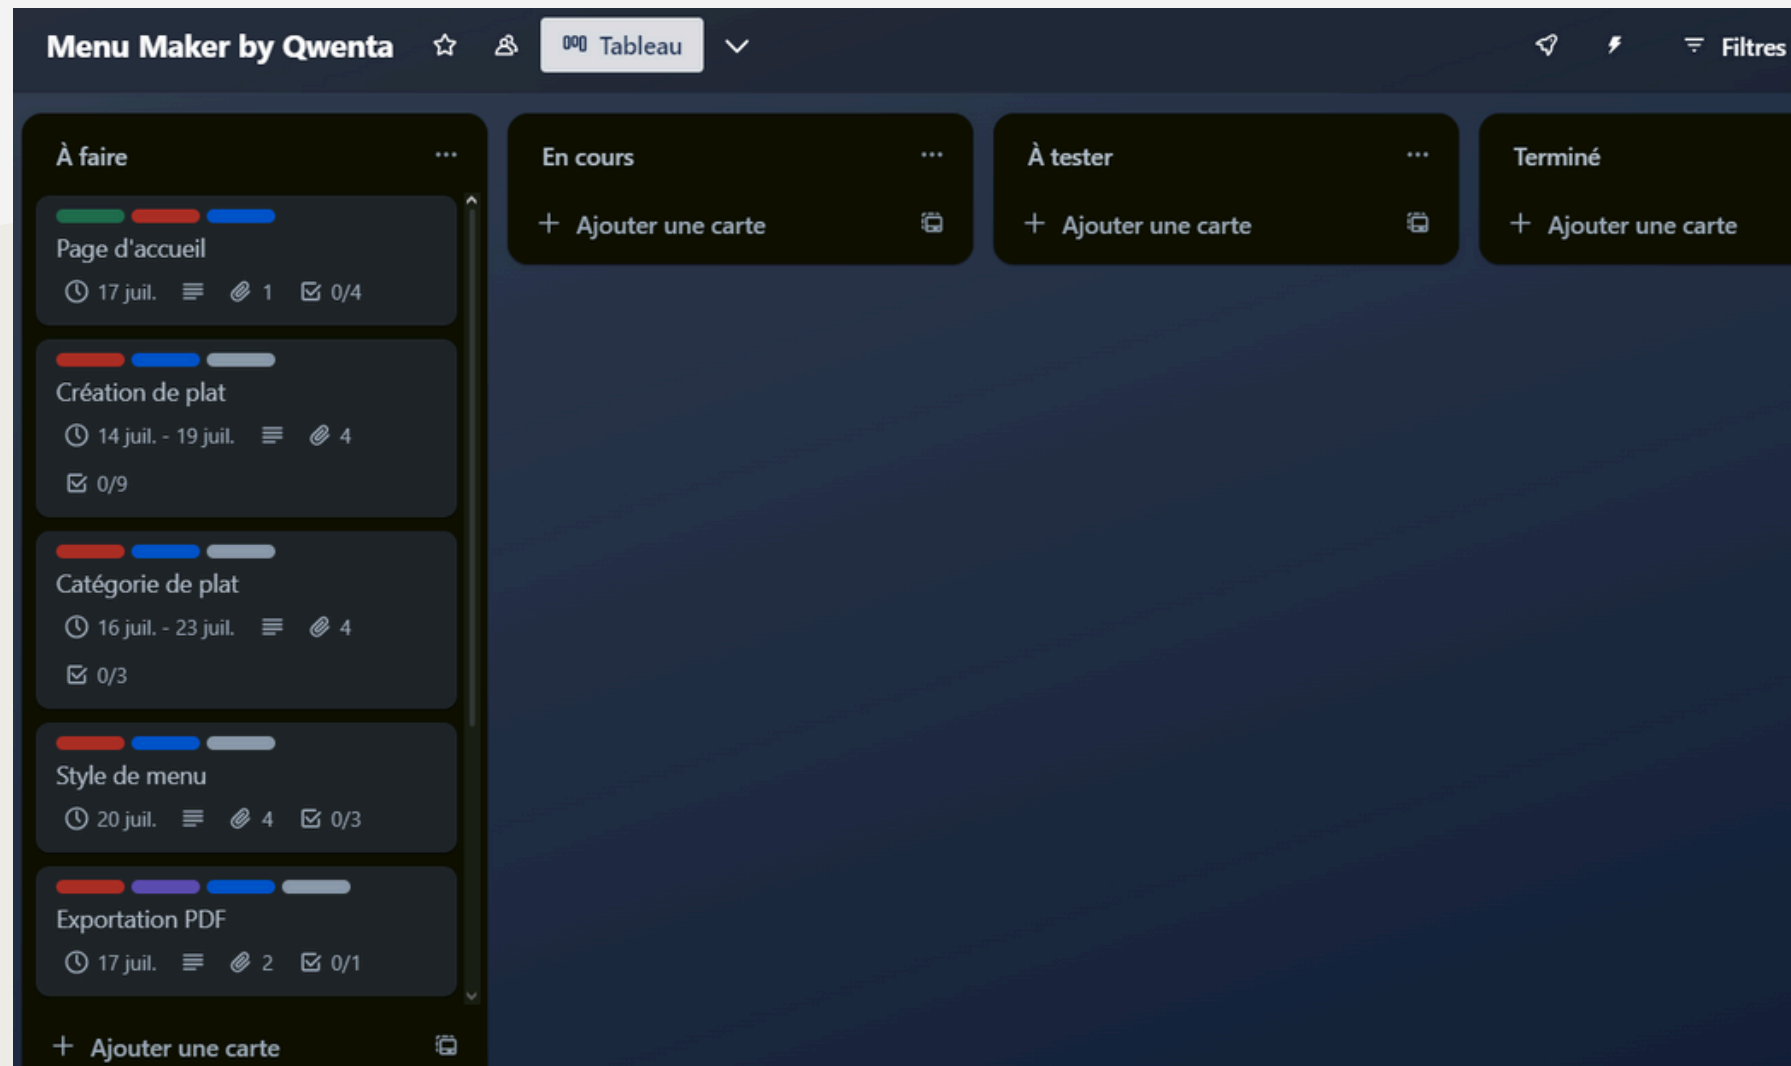 Menu Maker by Qwenta
Tableau
Filtres
À faire
Page d'accueil
17 juil. 1 0/4
Création de plat
14 juil. - 19 juil. 4
0/9
Catégorie de plat
16 juil. - 23 juil. 4
0/3
Style de menu
20 juil. 4 0/3
Exportation PDF
17 juil. 2 0/1
Ajouter une carte
En cours
Ajouter une carte
À tester
Ajouter une carte
Terminé
Ajouter une carte